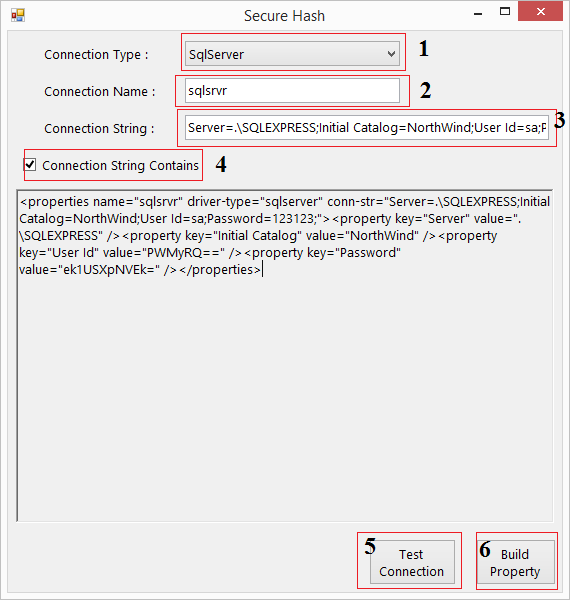 Secure Hash
Connection Type : SqlServer 1
Connection Name : sqlsrvr 2
Connection String : Server=.\SQLEXPRESS;Initial Catalog=NorthWind;User Id=sa;P 3
Connection String Contains 4
<properties name="sqlsrvr" driver-type="sqlserver" conn-str="Server=.\SQLEXPRESS;Initial
Catalog=NorthWind;User Id=sa;Password=123123;"><property key="Server" value=".
\SQLEXPRESS" /><property key="Initial Catalog" value="NorthWind" /><property
key="User Id" value="PWMyRQ==" /><property key="Password"
value="ek1USXpNVEk=" /></properties>
5 Test
Connection
6 Build
Property